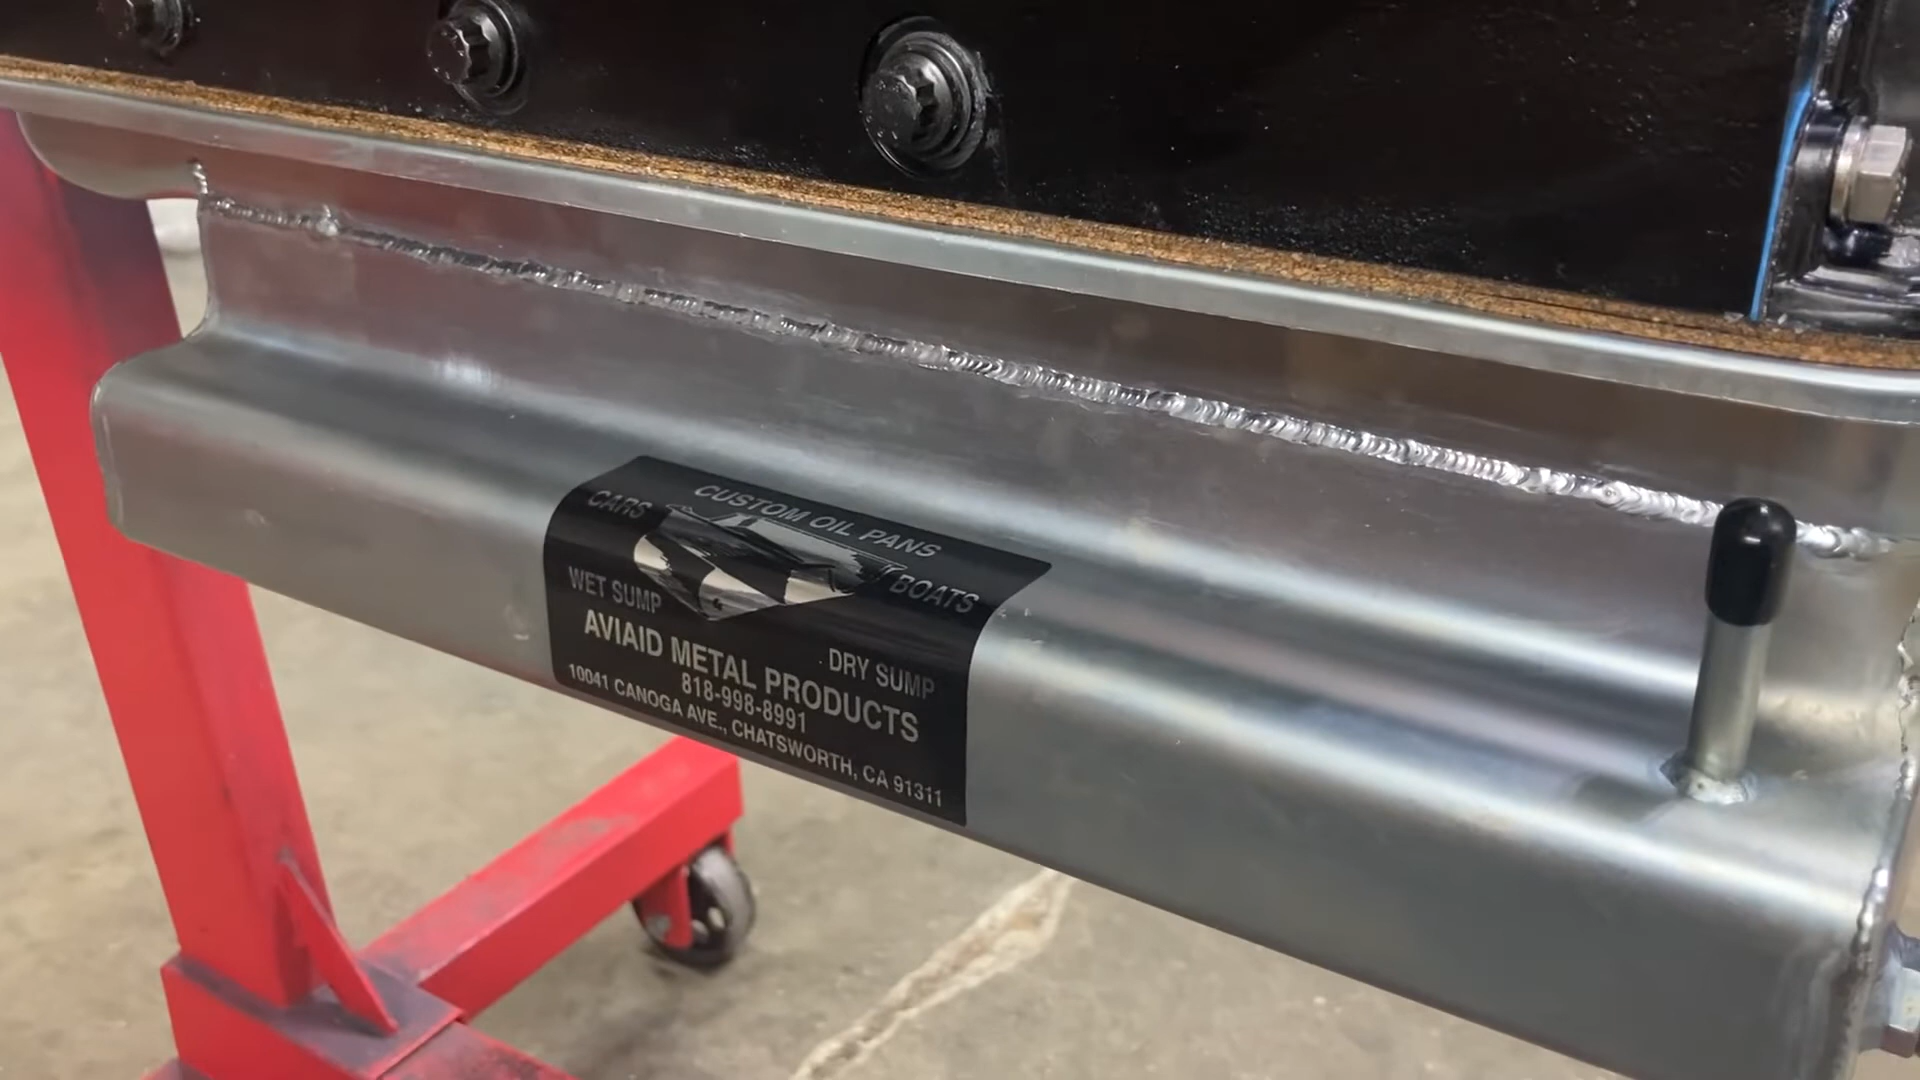 CUSTOM OIL PANS
CARS
BOATS
WET SUMP
DRY SUMP
AVIAID METAL PRODUCTS
818-998-8991
10041 CANOGA AVE., CHATSWORTH, CA 91311